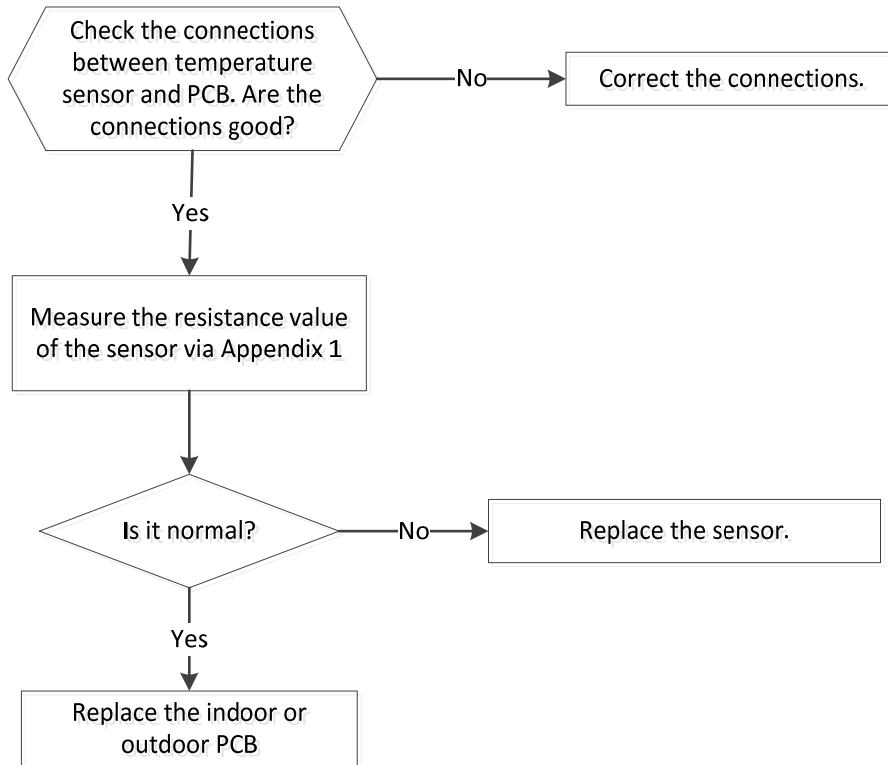 Check the connections
between temperature
sensor and PCB. Are the
connections good?
No
Correct the connections.
Yes
Measure the resistance value
of the sensor via Appendix 1
Is it normal?
No
Replace the sensor.
Yes
Replace the indoor or
outdoor PCB